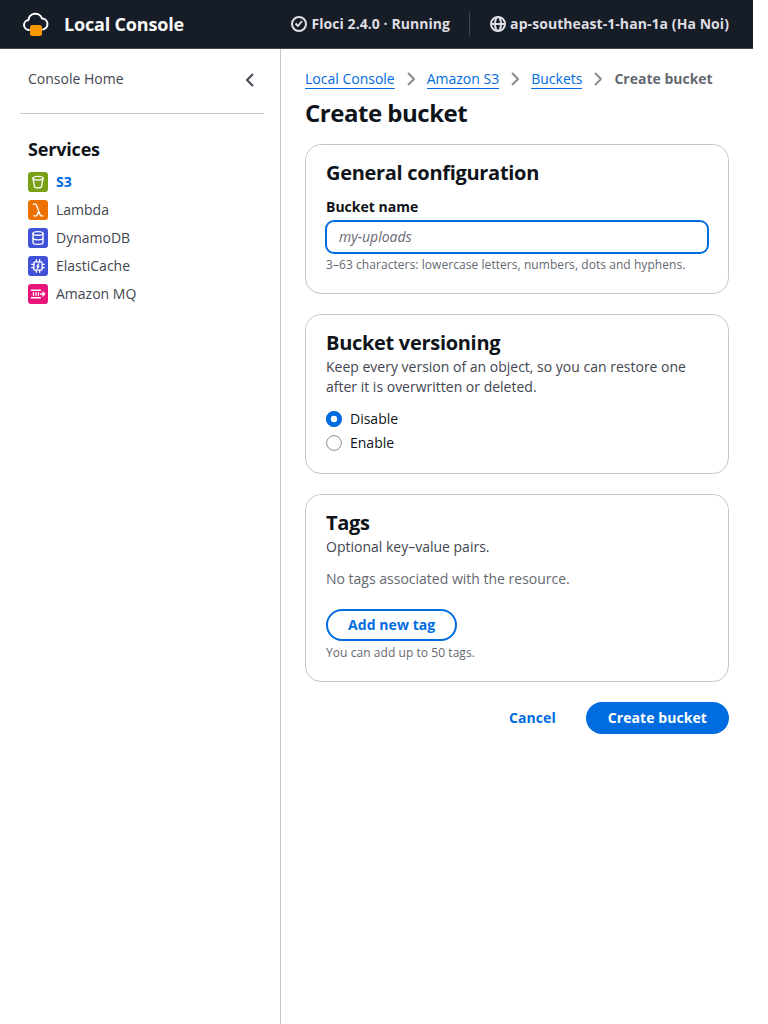 Local Console
Floci 2.4.0 · Running
ap-southeast-1-han-1a (Ha Noi)
Console Home
Services
S3
Lambda
DynamoDB
ElastiCache
Amazon MQ
Local Console > Amazon S3 > Buckets > Create bucket
Create bucket
General configuration
Bucket name
my-uploads
3–63 characters: lowercase letters, numbers, dots and hyphens.
Bucket versioning
Keep every version of an object, so you can restore one
after it is overwritten or deleted.
Disable
Enable
Tags
Optional key–value pairs.
No tags associated with the resource.
Add new tag
You can add up to 50 tags.
Cancel
Create bucket